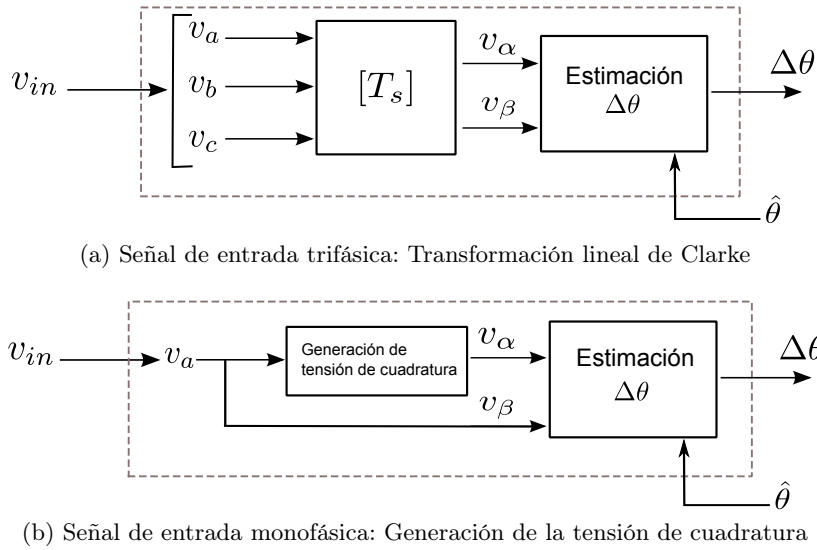 v_in
v_a
v_b
v_c
[T_s]
v_α
v_β
Estimación
Δθ
Δθ
θ̂
(a) Señal de entrada trifásica: Transformación lineal de Clarke
v_in
v_a
Generación de
tensión de cuadratura
v_α
v_β
Estimación
Δθ
Δθ
θ̂
(b) Señal de entrada monofásica: Generación de la tensión de cuadratura